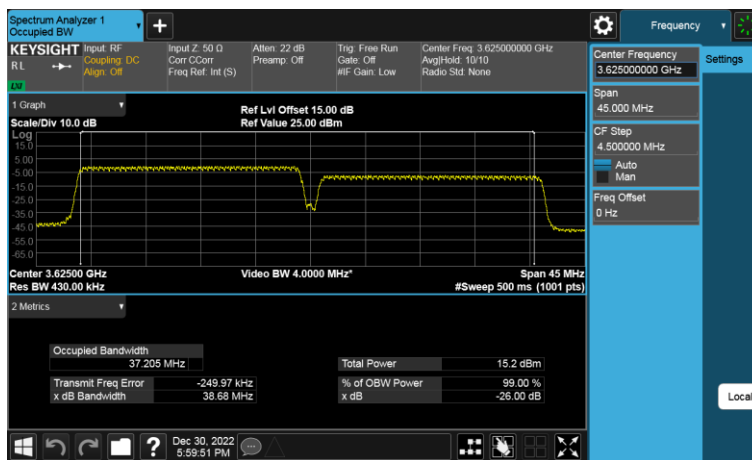 Spectrum Analyzer 1
Occupied BW
Frequency
KEYSIGHT
RL
Input: RF
Coupling: DC
Align: Off
Input Z: 50 Ω
Corr CCorr
Freq Ref: Int (S)
Atten: 22 dB
Preamp: Off
Trig: Free Run
Gate: Off
#IF Gain: Low
Center Freq: 3.625000000 GHz
Avg|Hold: 10/10
Radio Std: None
1 Graph
Scale/Div 10.0 dB
Ref Lvl Offset 15.00 dB
Ref Value 25.00 dBm
Log
15.0
5.00
-5.00
-15.0
-25.0
-35.0
-45.0
-55.0
-65.0
Center 3.62500 GHz
Res BW 430.00 kHz
Video BW 4.0000 MHz*
Span 45 MHz
#Sweep 500 ms (1001 pts)
2 Metrics
Occupied Bandwidth
37.205 MHz
Transmit Freq Error -249.97 kHz
x dB Bandwidth 38.68 MHz
Total Power 15.2 dBm
% of OBW Power 99.00 %
x dB -26.00 dB
Center Frequency
3.625000000 GHz
Span
45.000 MHz
CF Step
4.500000 MHz
Auto
Man
Freq Offset
0 Hz
Settings
Local
Dec 30, 2022
5:59:51 PM